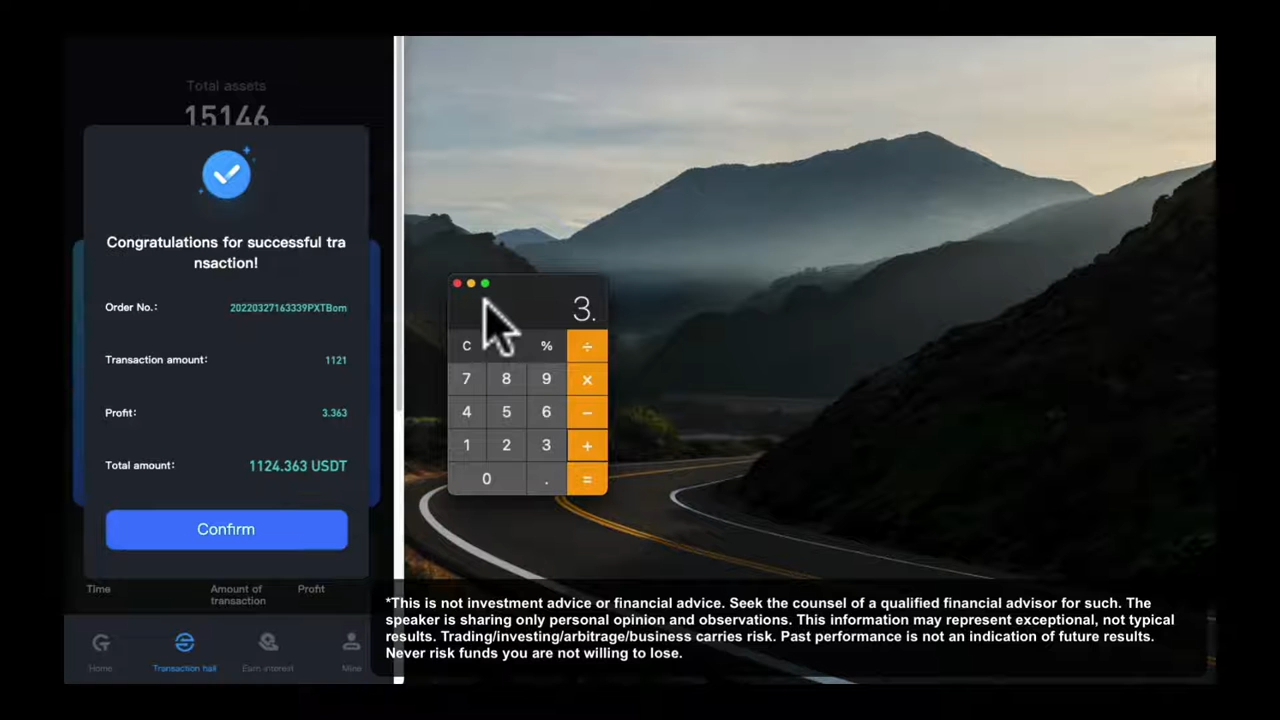 Total assets
15146
Congratulations for successful tra
nsaction!
Order No.: 20220327163339PXTBom
Transaction amount: 1121
Profit: 3.363
Total amount: 1124.363 USDT
Confirm
Time Amount of Profit
transaction
Home Transaction hall Earn interest Mine
3.
C % ÷
7 8 9 x
4 5 6 −
1 2 3 +
0 . =
*This is not investment advice or financial advice. Seek the counsel of a qualified financial advisor for such. The
speaker is sharing only personal opinion and observations. This information may represent exceptional, not typical
results. Trading/investing/arbitrage/business carries risk. Past performance is not an indication of future results.
Never risk funds you are not willing to lose.